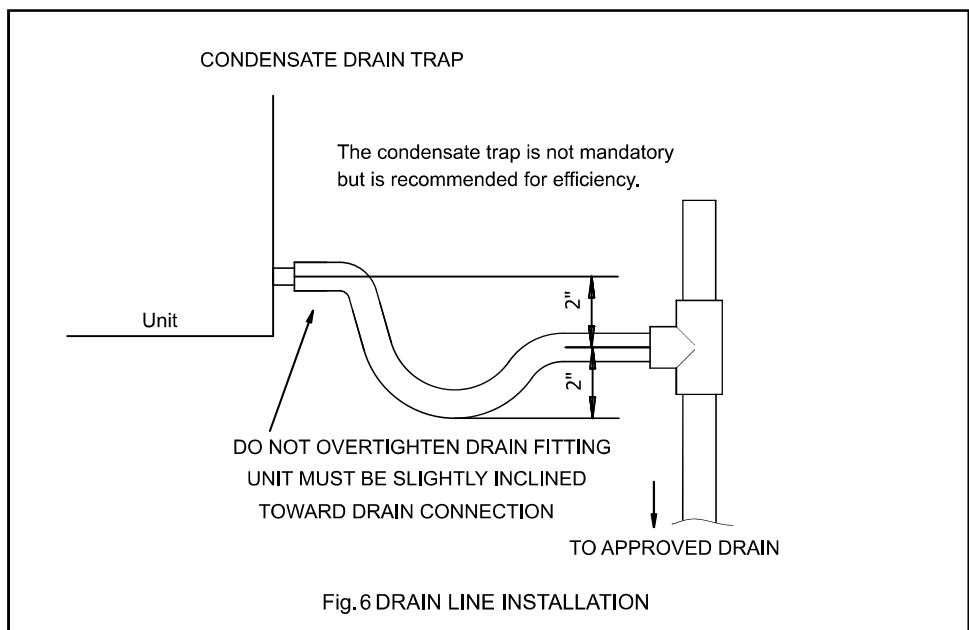 CONDENSATE DRAIN TRAP
The condensate trap is not mandatory
but is recommended for efficiency.
Unit
2"
2"
DO NOT OVERTIGHTEN DRAIN FITTING
UNIT MUST BE SLIGHTLY INCLINED
TOWARD DRAIN CONNECTION
TO APPROVED DRAIN
Fig. 6 DRAIN LINE INSTALLATION